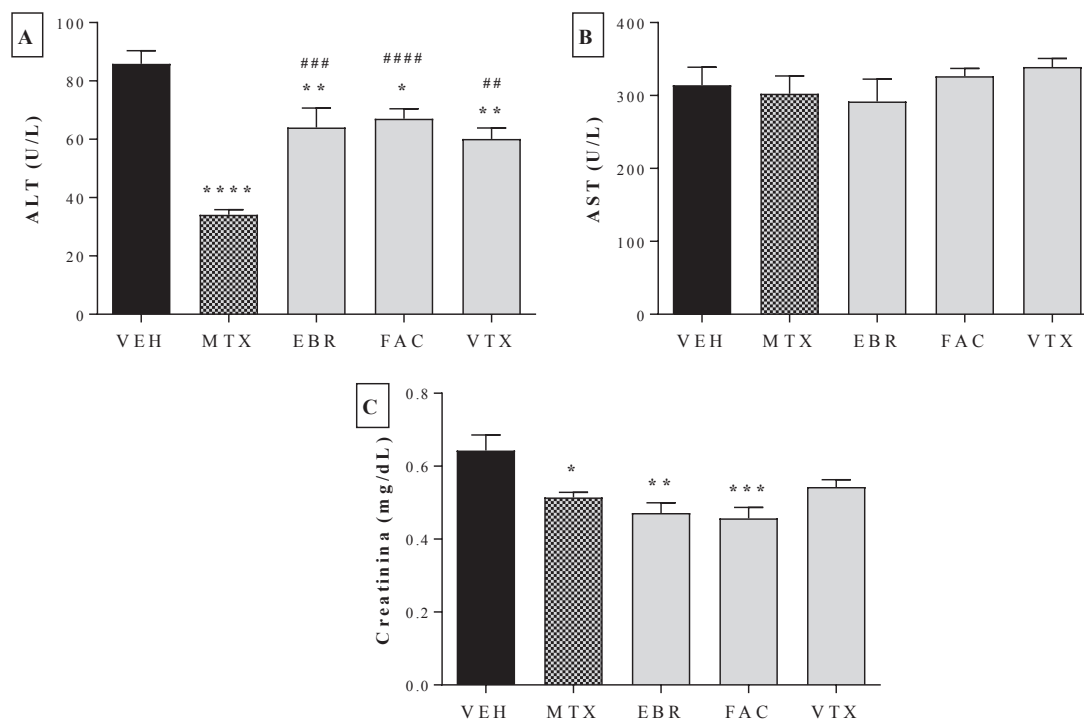 A
ALT (U/L)
100
80
60
40
20
0
****
###
**
####
*
##
**
VEH MTX EBR FAC VTX
B
AST (U/L)
400
300
200
100
0
VEH MTX EBR FAC VTX
C
Creatinina (mg/dL)
0.8
0.6
0.4
0.2
0.0
*
**
***
VEH MTX EBR FAC VTX